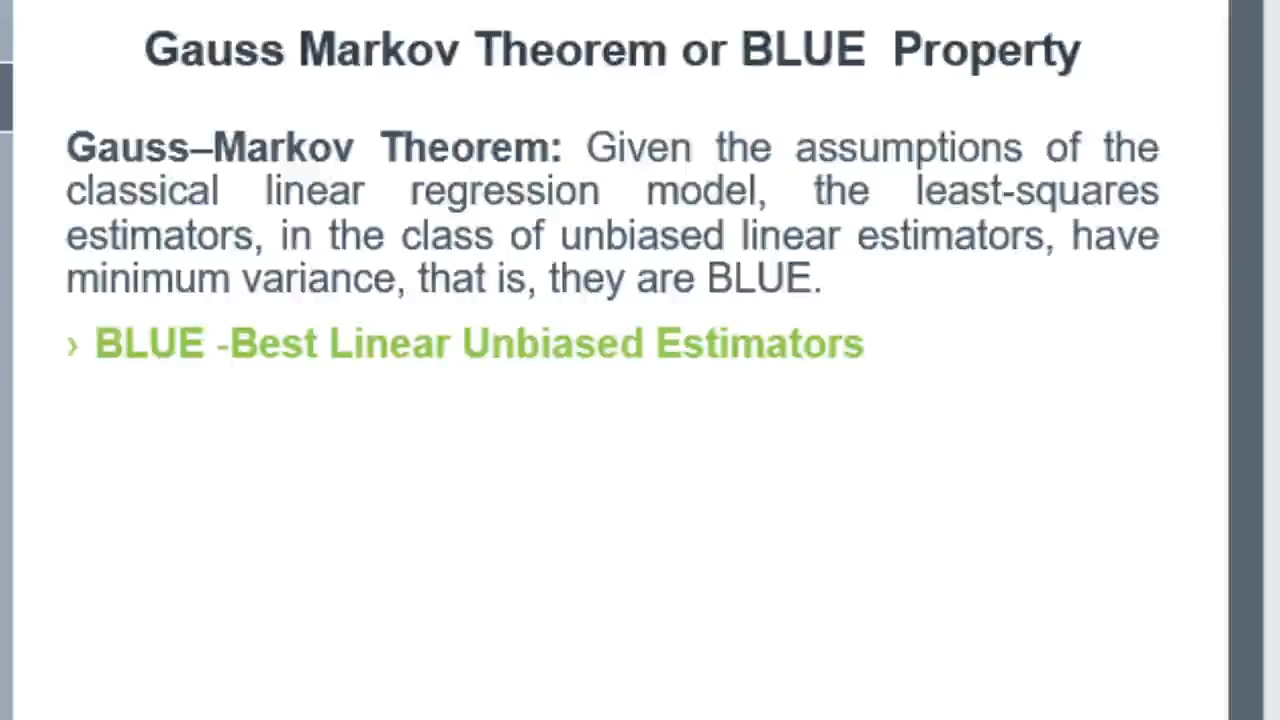 Gauss Markov Theorem or BLUE Property
Gauss–Markov Theorem: Given the assumptions of the
classical linear regression model, the least-squares
estimators, in the class of unbiased linear estimators, have
minimum variance, that is, they are BLUE.
› BLUE -Best Linear Unbiased Estimators